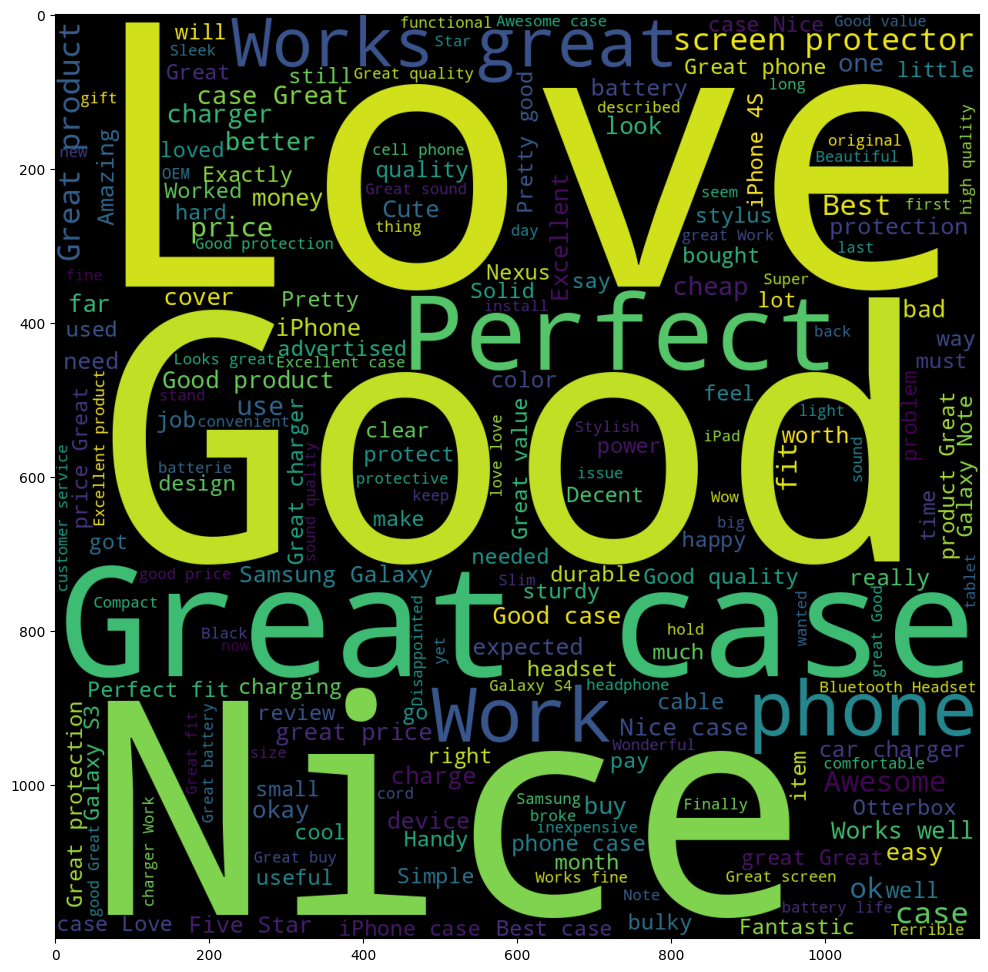 0
200
400
600
800
1000
0 200 400 600 800 1000
Love
Good
Great case
Nice
Perfect
Works great
Work
phone
functional
Awesome case
case Nice
Good value
will
Sleek
Star
screen protector
Great product
Great
still
Great quality
Great phone
one
little
gift
case Great
charger
battery
described
long
better
look
iPhone 4S
high quality
new
Amazing
loved
OEM
Exactly
Worked
money
hard
price
Good protection
cell phone
quality
Great sound
Cute
thing
Pretty good
day
Excellent
seem
stylus
great Work
bought
original
Beautiful
Best
first
protection
last
fine
far
cover
Pretty
Nexus
Solid
install
say
cheap
Super
lot
bad
used
iPhone
advertised
back
way
need
Looks great
Excellent case
must
Good product
stand
color
feel
problem
price Great
Excellent product
job
use
convenient
Great charger
sound quality
batterie
design
clear
protect
protective
keep
make
love love
Great value
Stylish
power
issue
Decent
iPad
Wow
big
happy
light
worth
fit
sound
product Great
Galaxy Note
time
customer service
got
needed
good price
Samsung Galaxy
Slim
durable
Good quality
really
tablet
Compact
sturdy
Good case
Black
now
Disappointed
yet
expected
headset
hold
much
wanted
great Good
Perfect fit
charging
Galaxy S4
headphone
Bluetooth Headset
Great protection
Galaxy S3
Great fit
Great battery
review
great price
go
size
right
cable
Nice case
Wonderful
pay
item
car charger
comfortable
Awesome
small
okay
cord
charge
device
cool
Handy
Samsung
broke
buy
inexpensive
phone case
month
Works fine
Finally
Otterbox
Works well
good Great
charger Work
Great buy
useful
Simple
great Great
easy
Great screen
Note
ok
well
battery life
case
case Love
Five Star
iPhone case
Best case
bulky
Fantastic
Terrible